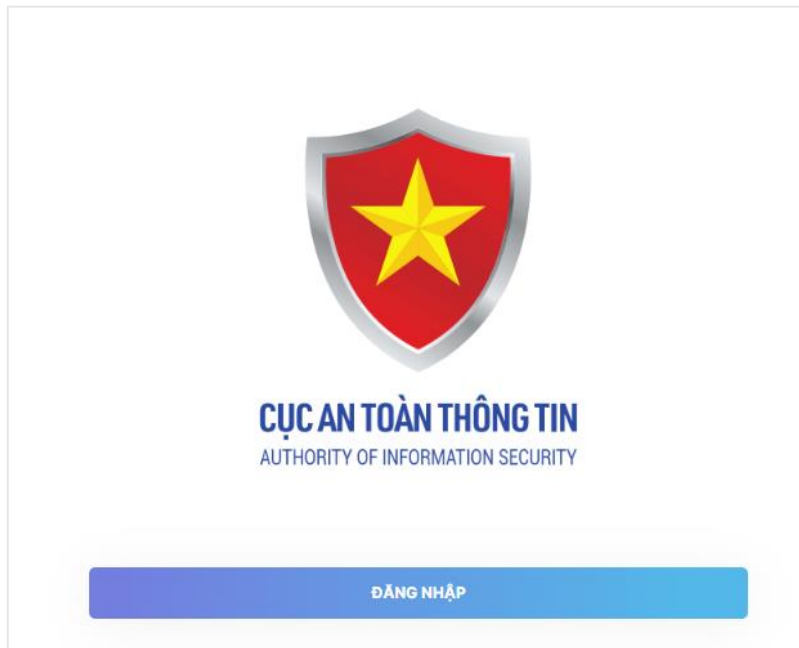 CỤC AN TOÀN THÔNG TIN
AUTHORITY OF INFORMATION SECURITY
ĐĂNG NHẬP